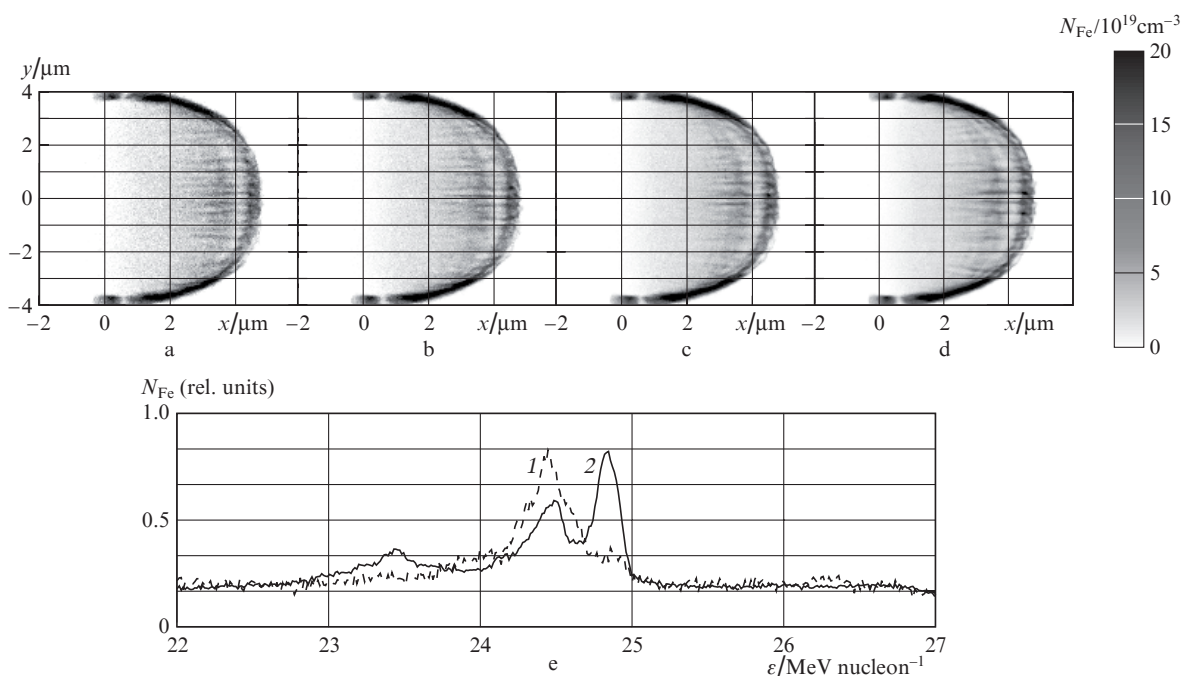 N_Fe/10^19 cm^−3
20
15
10
5
0
y/μm
4
2
0
−2
−4
−2 0 2 x/μm −2 0 2 x/μm −2 0 2 x/μm −2 0 2 x/μm
a b c d
N_Fe (rel. units)
1.0
1 2
0.5
0
22 23 24 25 26 27
e ε/MeV nucleon^−1